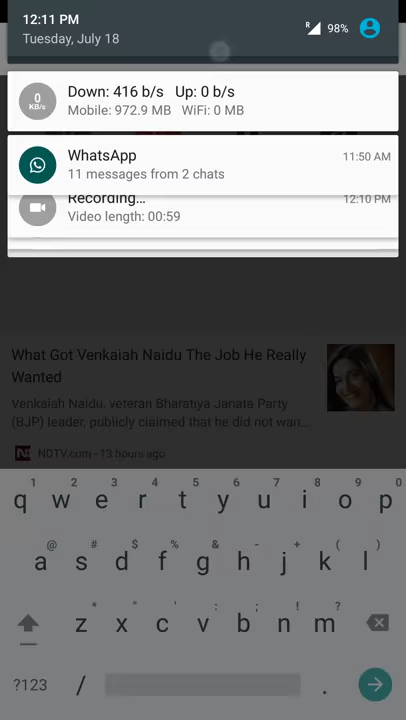 12:11 PM
Tuesday, July 18
R
98%
0
KB/s
Down: 416 b/s Up: 0 b/s
Mobile: 972.9 MB WiFi: 0 MB
WhatsApp
11:50 AM
11 messages from 2 chats
Recording...
12:10 PM
Video length: 00:59
What Got Venkaiah Naidu The Job He Really
Wanted
Venkaiah Naidu, veteran Bharatiya Janata Party
(BJP) leader, publicly claimed that he did not wan...
N
NDTV.com - 13 hours ago
1 2 3 4 5 6 7 8 9 0
q w e r t y u i o p
@ # $ % & - + ( )
a s d f g h j k l
* " ' : ; ! ?
z x c v b n m
?123 / .